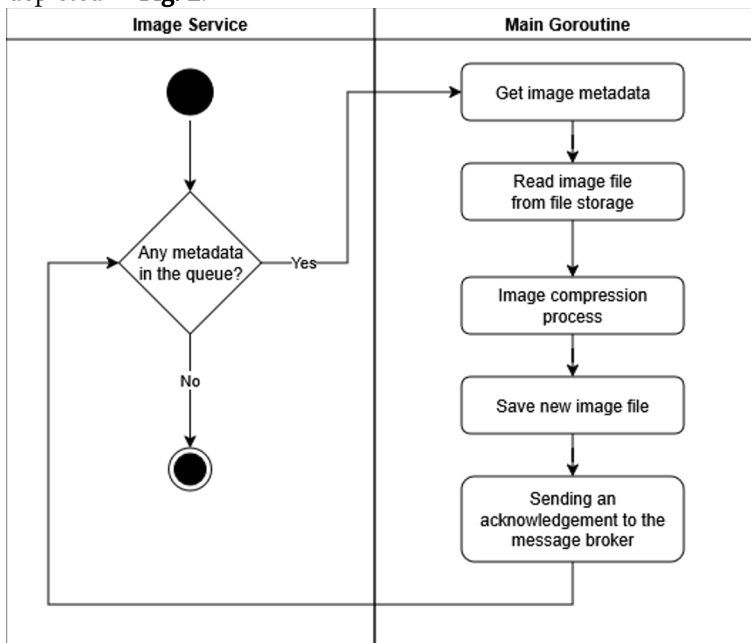 Image Service
Main Goroutine
Get image metadata
Read image file
from file storage
Any metadata
in the queue?
Yes
Image compression
process
No
Save new image file
Sending an
acknowledgement to the
message broker